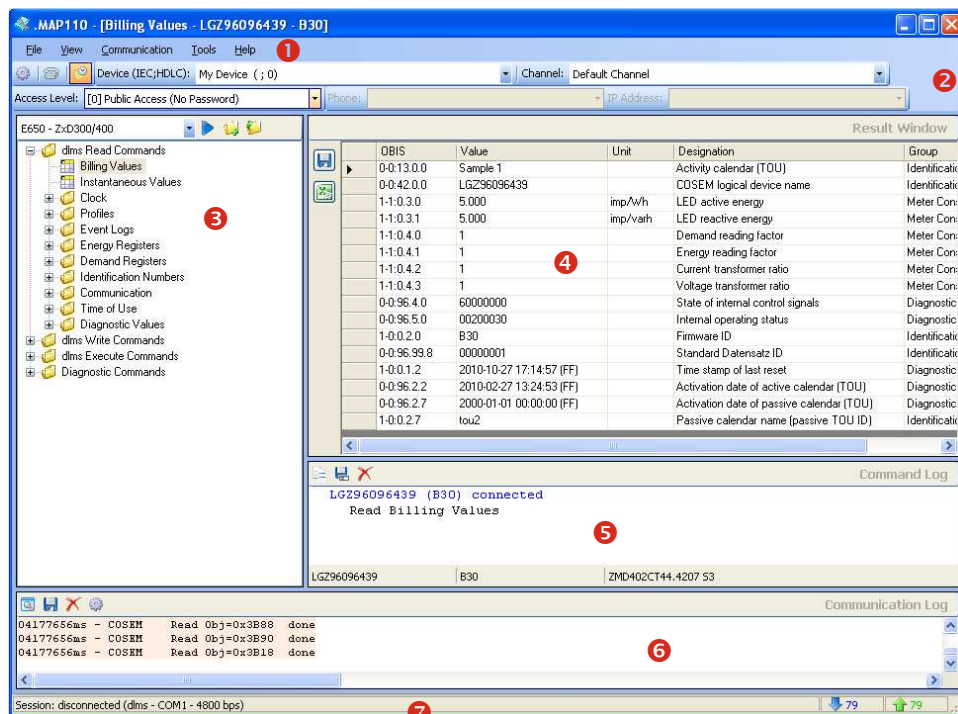 .MAP110 - [Billing Values - LGZ96096439 - B30]
File View Communication Tools Help 1
Device (IEC;HDLC): My Device ( ; 0) Channel: Default Channel 2
Access Level: [0] Public Access (No Password) Phone: IP Address:
E650 - ZxD300/400
dlms Read Commands
Billing Values
Instantaneous Values
Clock
Profiles
3
Event Logs
Energy Registers
Demand Registers
Identification Numbers
Communication
Time of Use
Diagnostic Values
dlms Write Commands
dlms Execute Commands
Diagnostic Commands
Result Window
OBIS Value Unit Designation Group
0-0:13.0.0 Sample 1 Activity calendar (TOU) Identificatio
0-0:42.0.0 LGZ96096439 COSEM logical device name Identificatio
1-1:0.3.0 5.000 imp/Wh LED active energy Meter Con:
1-1:0.3.1 5.000 imp/varh LED reactive energy Meter Con:
1-1:0.4.0 1 Demand reading factor Meter Con:
1-1:0.4.1 1 Energy reading factor Meter Con:
4
1-1:0.4.2 1 Current transformer ratio Meter Con:
1-1:0.4.3 1 Voltage transformer ratio Meter Con:
0-0:96.4.0 60000000 State of internal control signals Diagnostic
0-0:96.5.0 00200030 Internal operating status Diagnostic
1-0:0.2.0 B30 Firmware ID Identificatio
0-0:96.99.8 00000001 Standard Datensatz ID Identificatio
1-0:0.1.2 2010-10-27 17:14:57 (FF) Time stamp of last reset Diagnostic
0-0:96.2.2 2010-02-27 13:24:53 (FF) Activation date of active calendar (TOU) Diagnostic
0-0:96.2.7 2000-01-01 00:00:00 (FF) Activation date of passive calendar (TOU) Diagnostic
1-0:0.2.7 tou2 Passive calendar name (passive TOU ID) Identificatio
Command Log
LGZ96096439 (B30) connected
Read Billing Values
5
LGZ96096439 B30 ZMD402CT44.4207 S3
Communication Log
04177656ms - COSEM Read Obj=0x3B88 done
04177656ms - COSEM Read Obj=0x3B90 done
04177656ms - COSEM Read Obj=0x3B18 done
6
Session: disconnected (dlms - COM1 - 4800 bps) 7 79 79